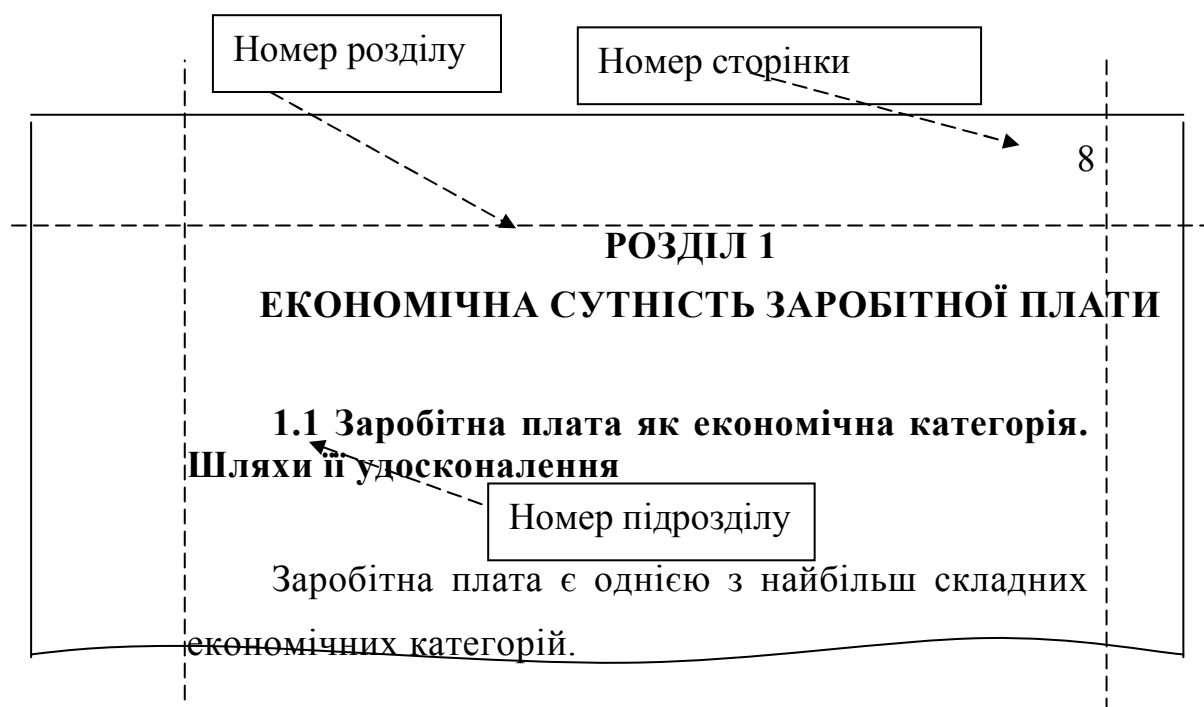 Номер розділу
Номер сторінки
8
РОЗДІЛ 1
ЕКОНОМІЧНА СУТНІСТЬ ЗАРОБІТНОЇ ПЛАТИ
1.1 Заробітна плата як економічна категорія.
Шляхи її удосконалення
Номер підрозділу
Заробітна плата є однією з найбільш складних
економічних категорій.